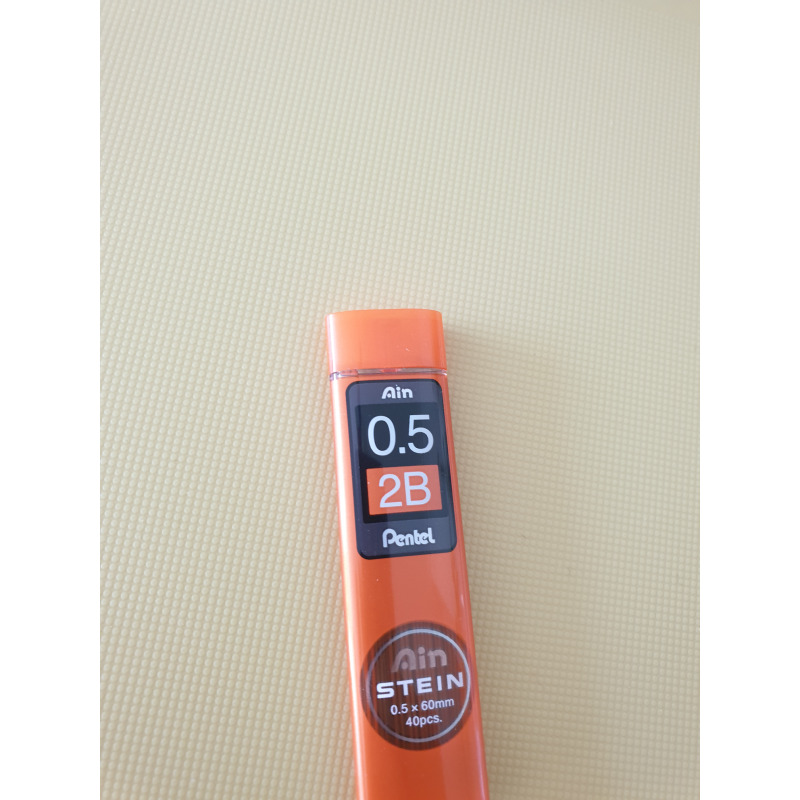 Ain
0.5
2B
Pentel
Ain
STEIN
0.5 x 60mm
40pcs.